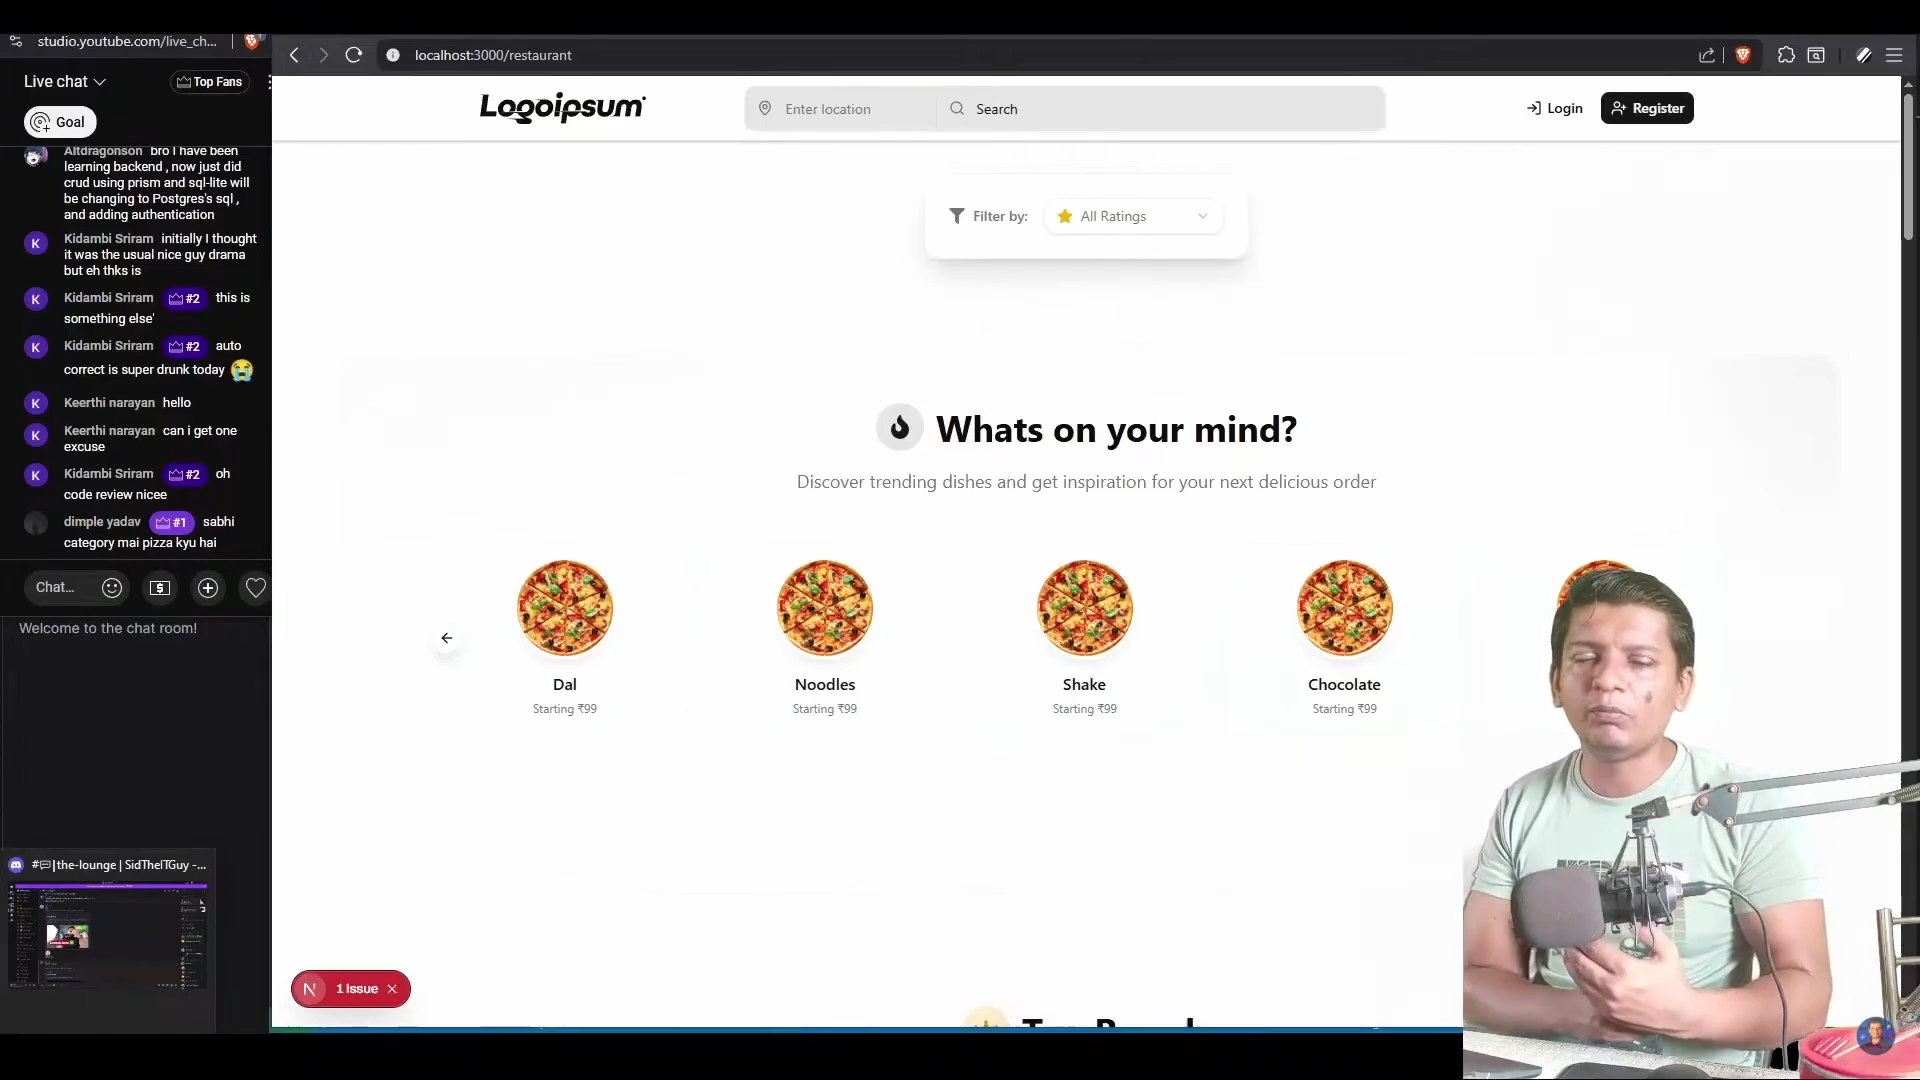 studio.youtube.com/live_ch...
localhost:3000/restaurant
Live chat
Top Fans
Goal
Altdragonson bro I have been
learning backend , now just did
crud using prism and sql-lite will
be changing to Postgres's sql ,
and adding authentication
Kidambi Sriram initially I thought
it was the usual nice guy drama
but eh thks is
Kidambi Sriram #2 this is
something else'
Kidambi Sriram #2 auto
correct is super drunk today
Keerthi narayan hello
Keerthi narayan can i get one
excuse
Kidambi Sriram #2 oh
code review nicee
dimple yadav #1 sabhi
category mai pizza kyu hai
Chat...
Welcome to the chat room!
the-lounge | SidTheITGuy -...
Logoipsum
Enter location
Search
Login
Register
Filter by:
All Ratings
Whats on your mind?
Discover trending dishes and get inspiration for your next delicious order
Dal
Starting ₹99
Noodles
Starting ₹99
Shake
Starting ₹99
Chocolate
Starting ₹99
N 1 Issue